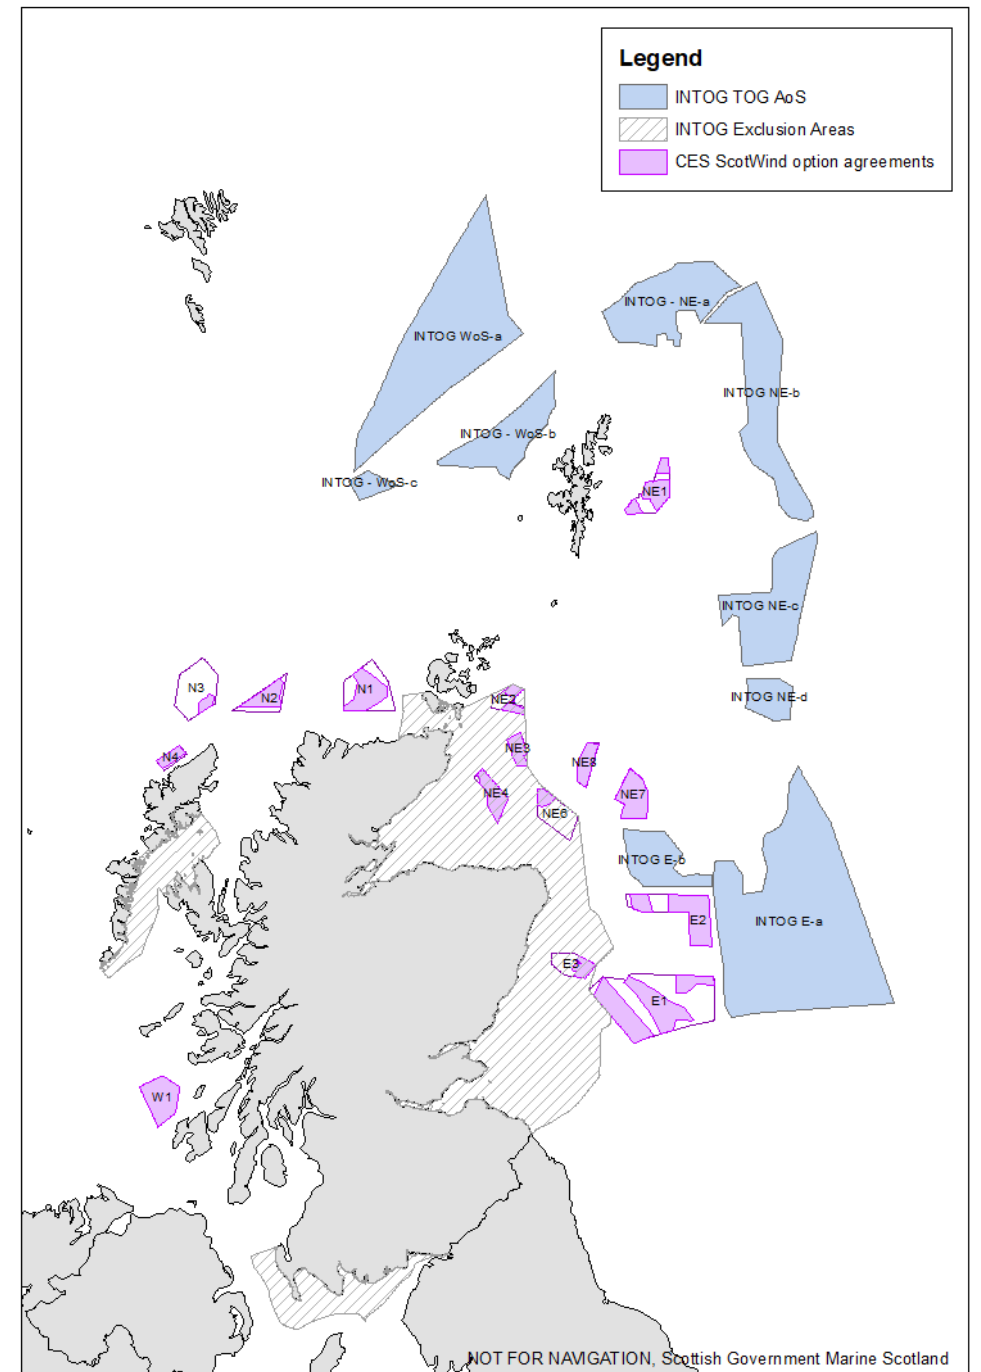 Legend
INTOG TOG AoS
INTOG Exclusion Areas
CES ScotWind option agreements
INTOG - NE-a
INTOG WoS-a
INTOG NE-b
INTOG - WoS-b
INTOG - WoS-c
NE1
INTOG NE-c
N3
N2
N1
NE2
INTOG NE-d
N4
NE3
NE8
NE4
NE7
NE6
INTOG E-b
E2
INTOG E-a
E3
E1
W1
NOT FOR NAVIGATION, Scottish Government Marine Scotland